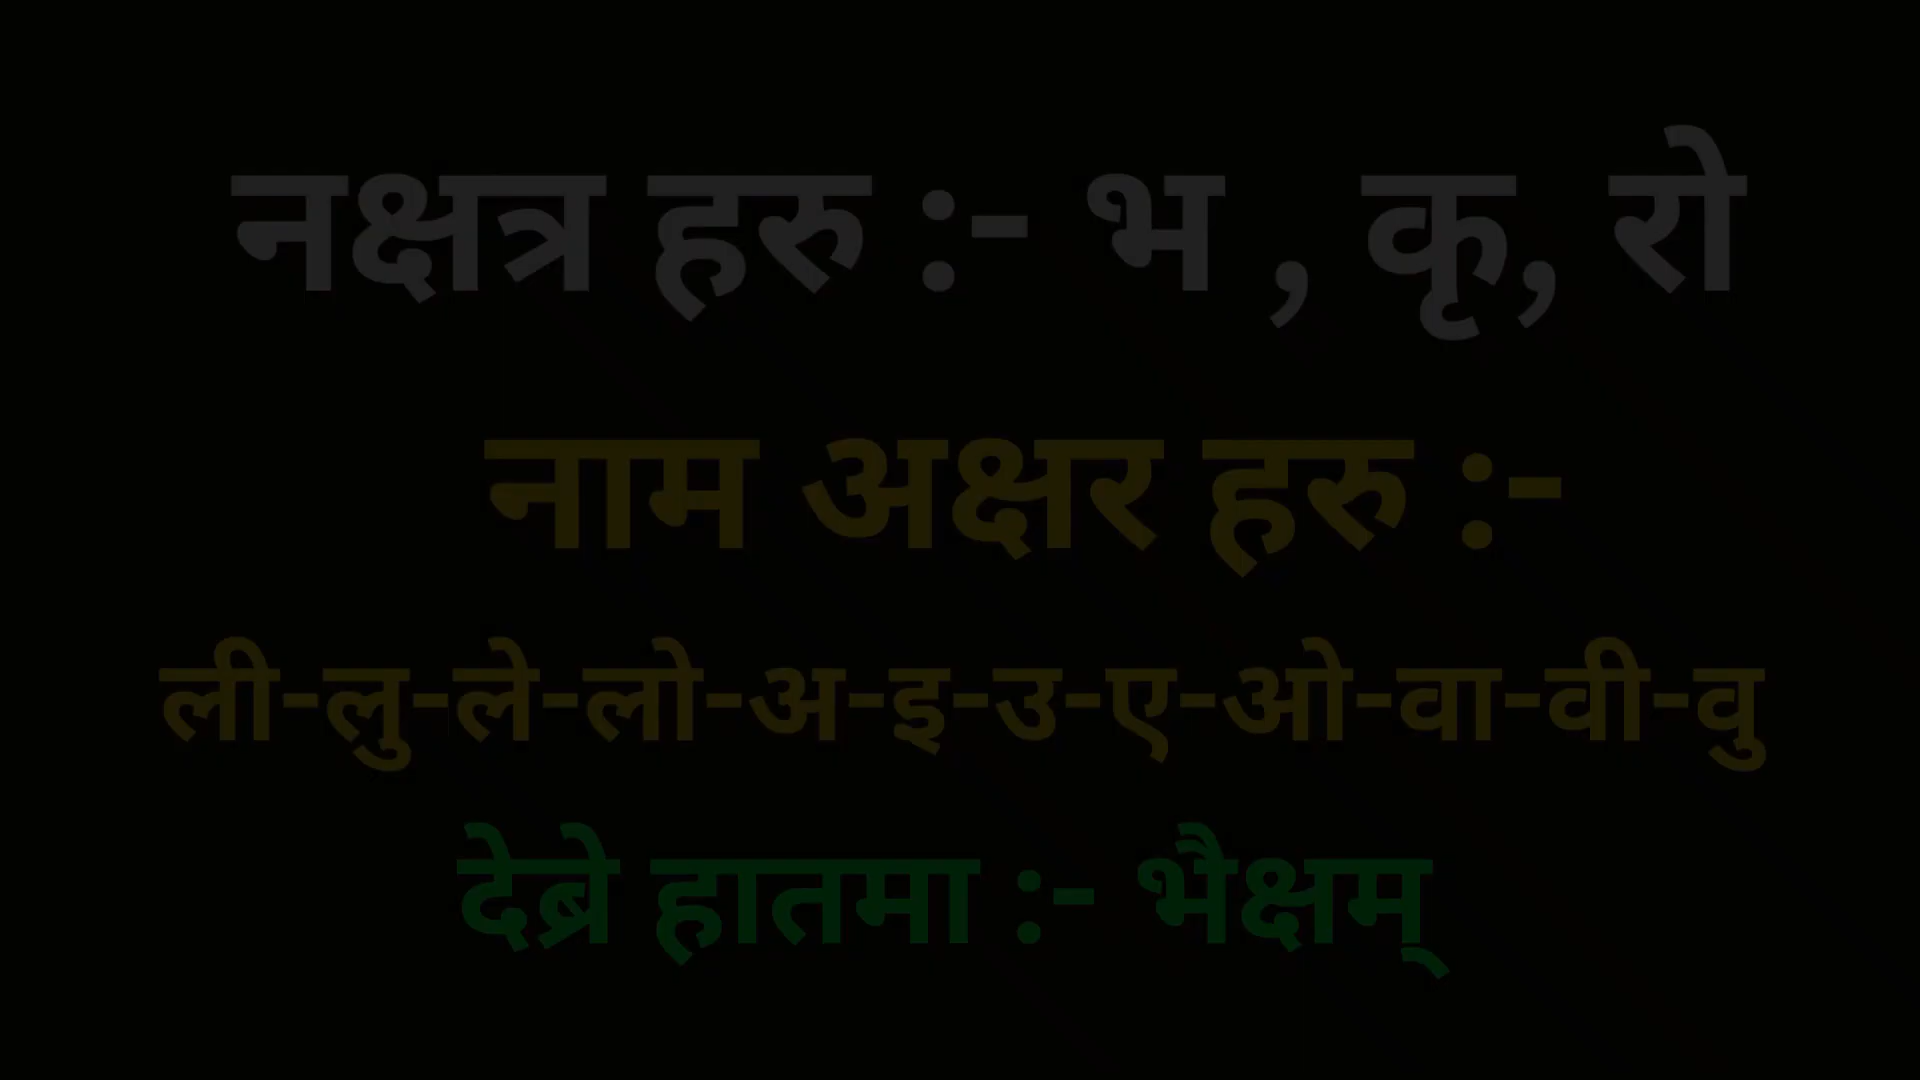 नक्षत्र हरु :- भ , कृ, रो
नाम अक्षर हरु :-
ली-लु-ले-लो-अ-इ-उ-ए-ओ-वा-वी-वु
देब्रे हातमा :- भैक्षम्